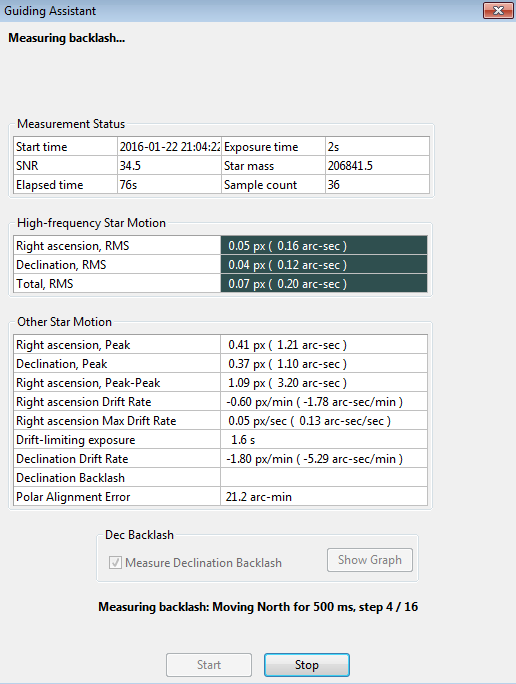 Guiding Assistant
Measuring backlash...
Measurement Status
Start time 2016-01-22 21:04:22 Exposure time 2s
SNR 34.5 Star mass 206841.5
Elapsed time 76s Sample count 36
High-frequency Star Motion
Right ascension, RMS 0.05 px ( 0.16 arc-sec )
Declination, RMS 0.04 px ( 0.12 arc-sec )
Total, RMS 0.07 px ( 0.20 arc-sec )
Other Star Motion
Right ascension, Peak 0.41 px ( 1.21 arc-sec )
Declination, Peak 0.37 px ( 1.10 arc-sec )
Right ascension, Peak-Peak 1.09 px ( 3.20 arc-sec )
Right ascension Drift Rate -0.60 px/min ( -1.78 arc-sec/min )
Right ascension Max Drift Rate 0.05 px/sec ( 0.13 arc-sec/sec )
Drift-limiting exposure 1.6 s
Declination Drift Rate -1.80 px/min ( -5.29 arc-sec/min )
Declination Backlash
Polar Alignment Error 21.2 arc-min
Dec Backlash
Measure Declination Backlash Show Graph
Measuring backlash: Moving North for 500 ms, step 4 / 16
Start Stop